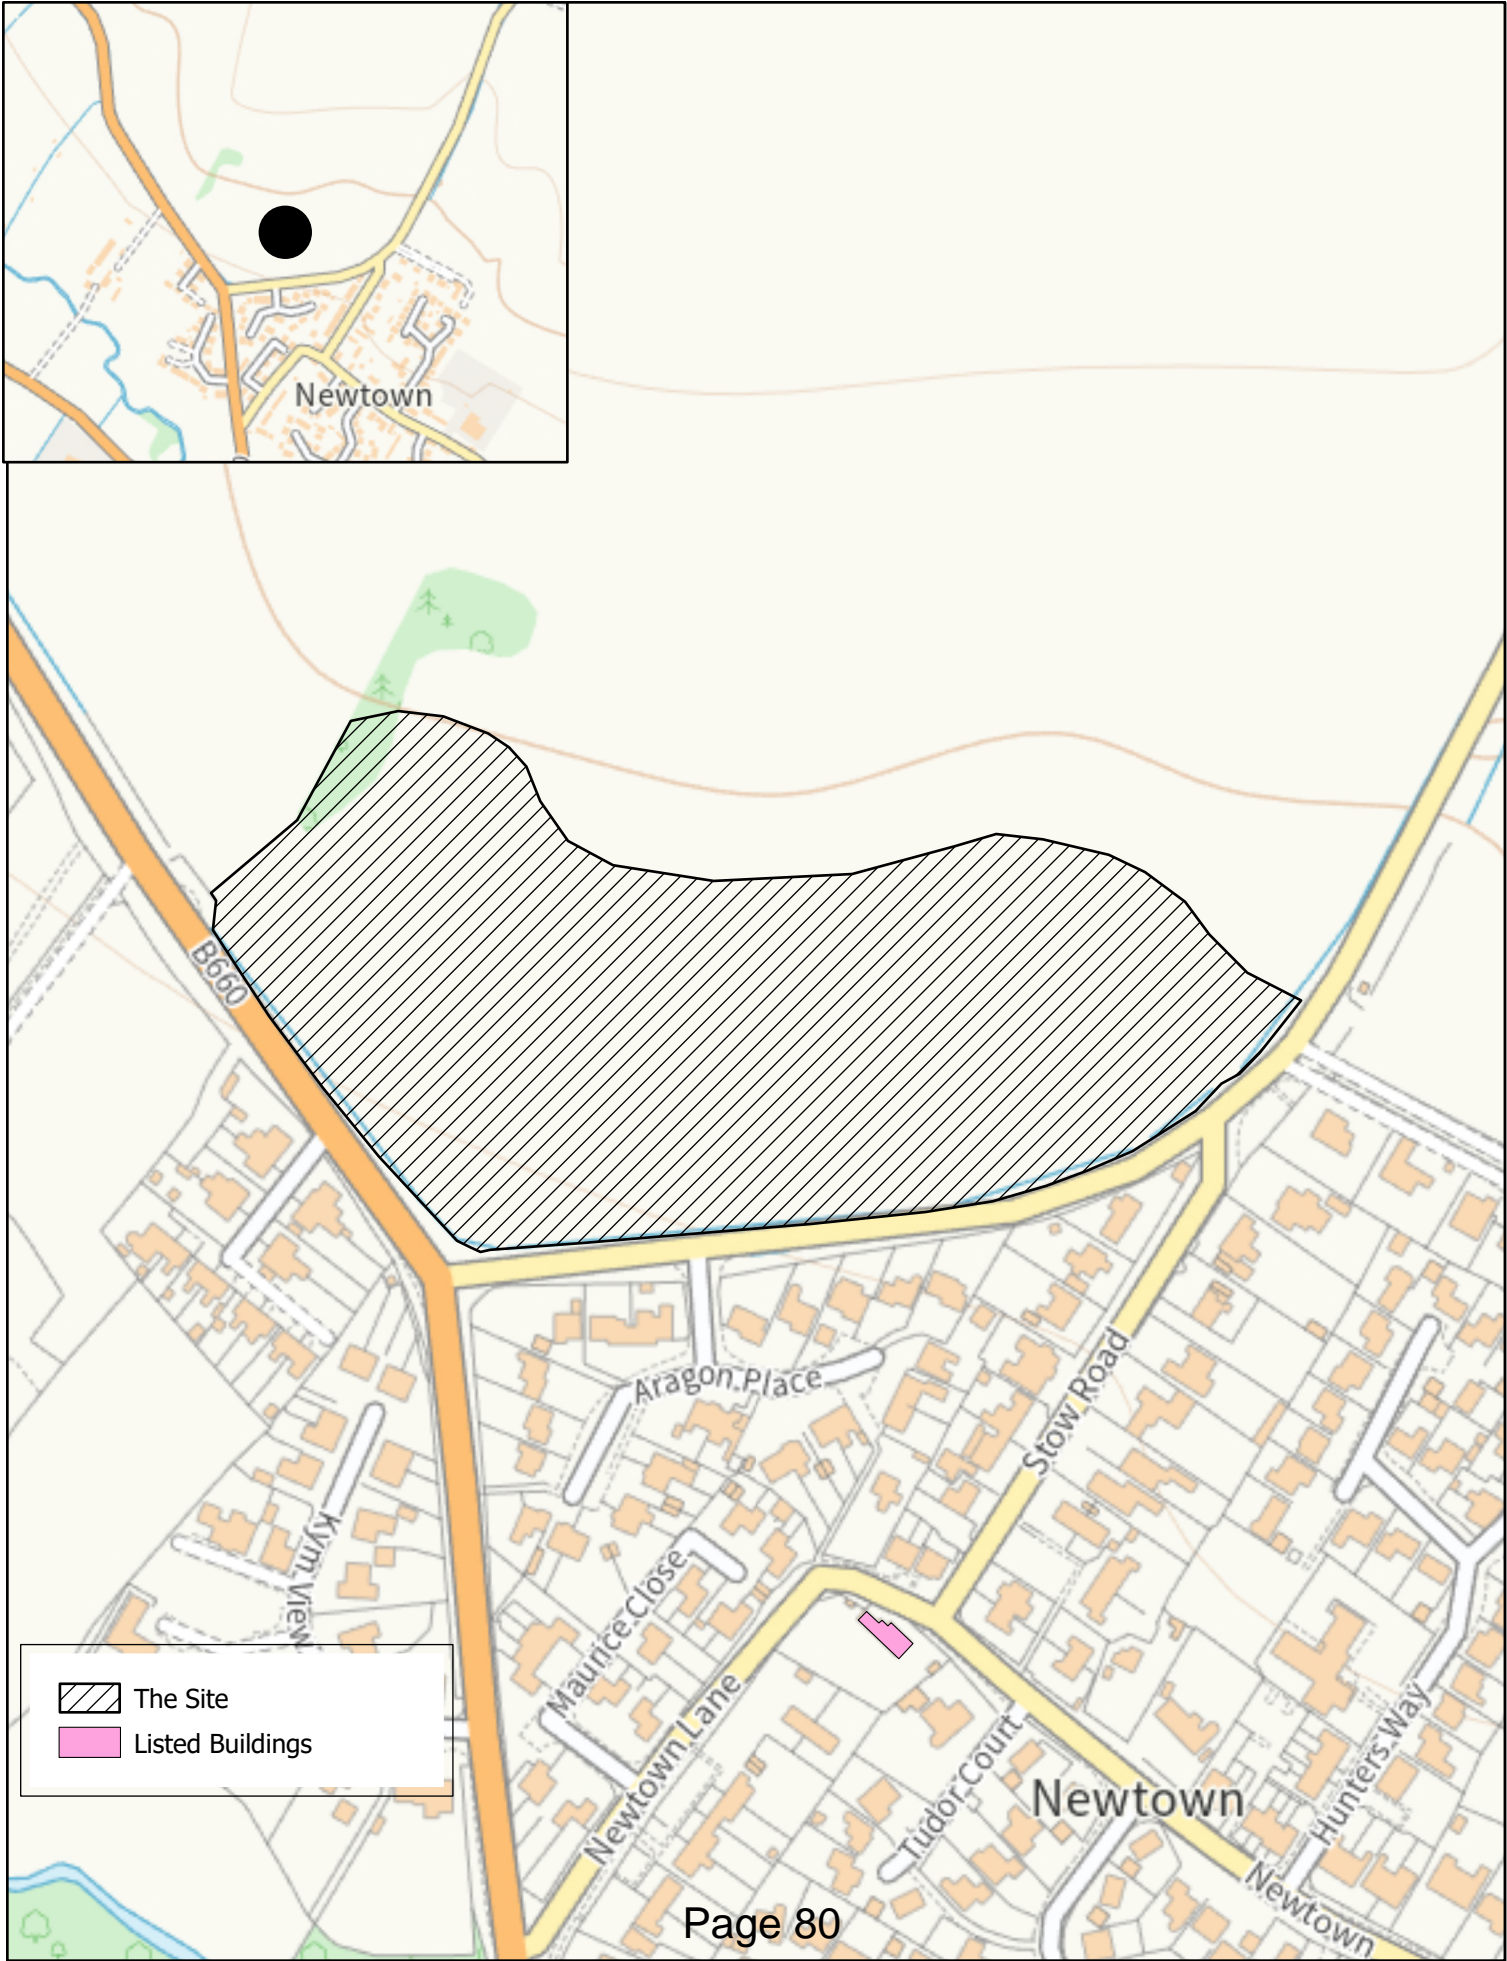 Newtown
B660
Aragon Place
Stow Road
Kym View
Maurice Close
The Site
Listed Buildings
Newtown Lane
Tudor Court
Newtown
Hunters Way
Newtown
Page 80